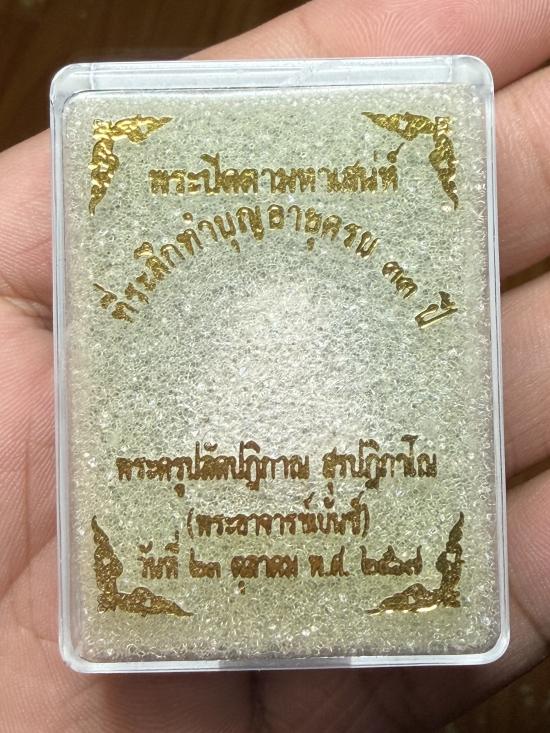 พระปิดตามหาเสน่ห์
ที่ระลึกทำบุญอายุครบ ๓๓ ปี
พระครูปลัดปฏิภาณ สุรปฏิภาโณ
(พระอาจารย์บั๋มบี๋)
วันที่ ๒๓ ตุลาคม พ.ศ. ๒๕๖๗